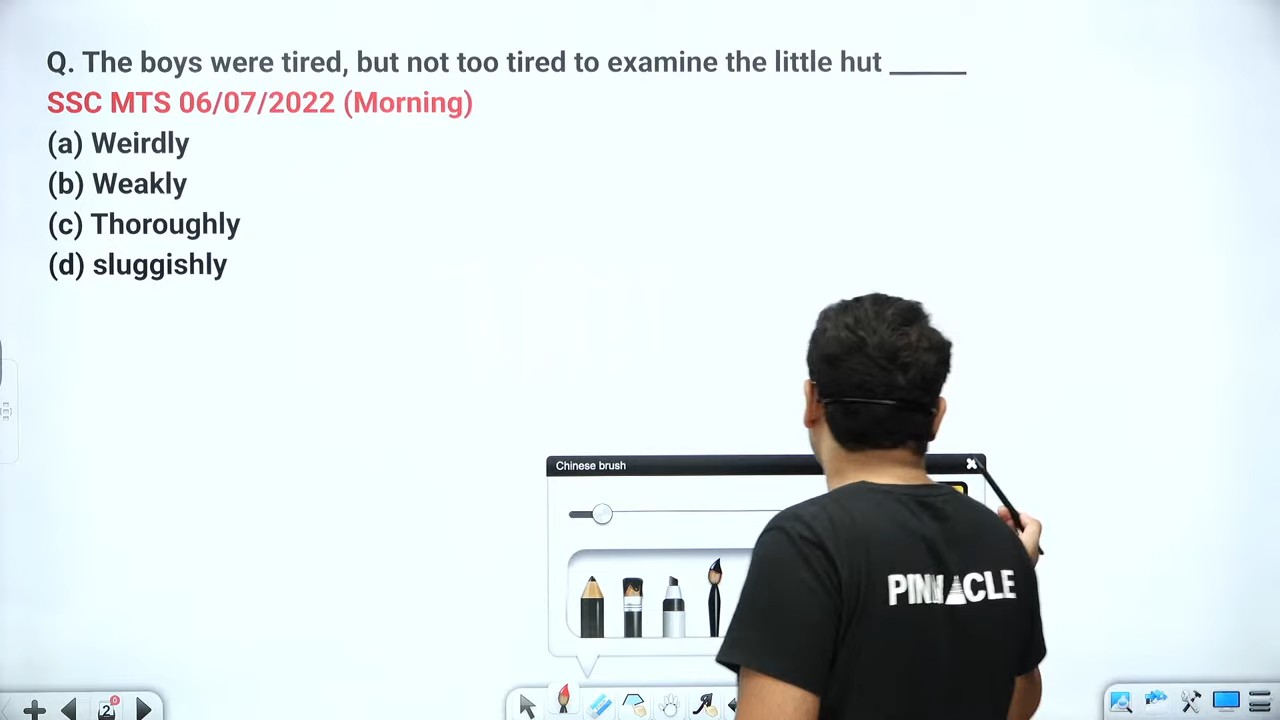 Q. The boys were tired, but not too tired to examine the little hut ______
SSC MTS 06/07/2022 (Morning)
(a) Weirdly
(b) Weakly
(c) Thoroughly
(d) sluggishly
Chinese brush
PINNACLE
2